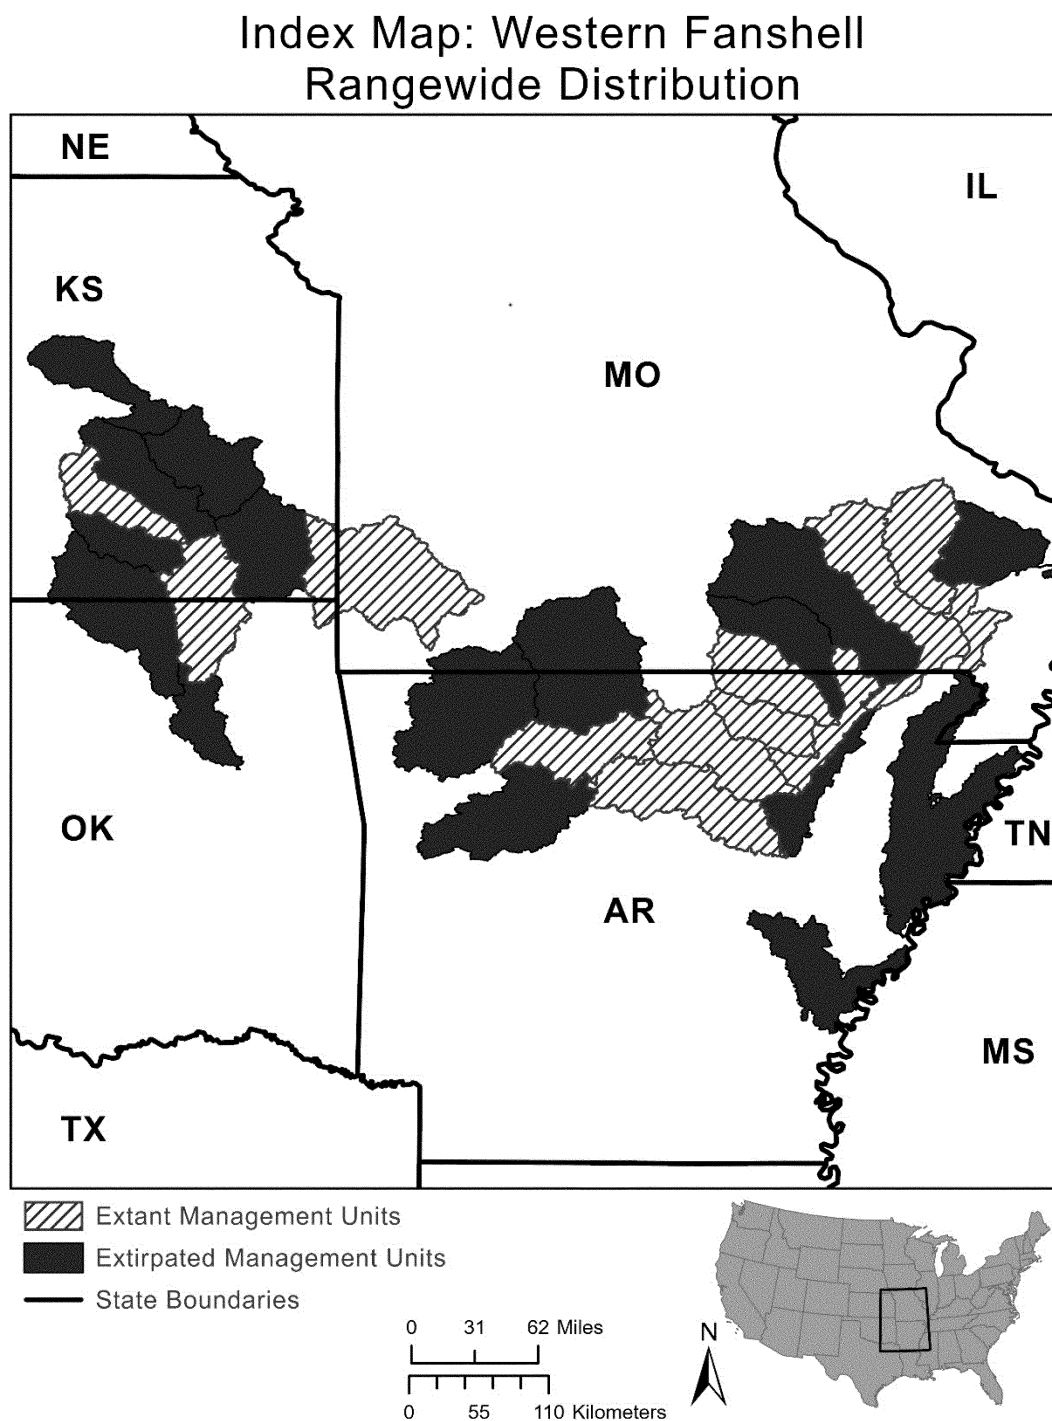 Index Map: Western Fanshell
Rangewide Distribution
NE
IL
KS
MO
OK
TN
AR
MS
TX
Extant Management Units
Extirpated Management Units
State Boundaries
0 31 62 Miles
0 55 110 Kilometers
N